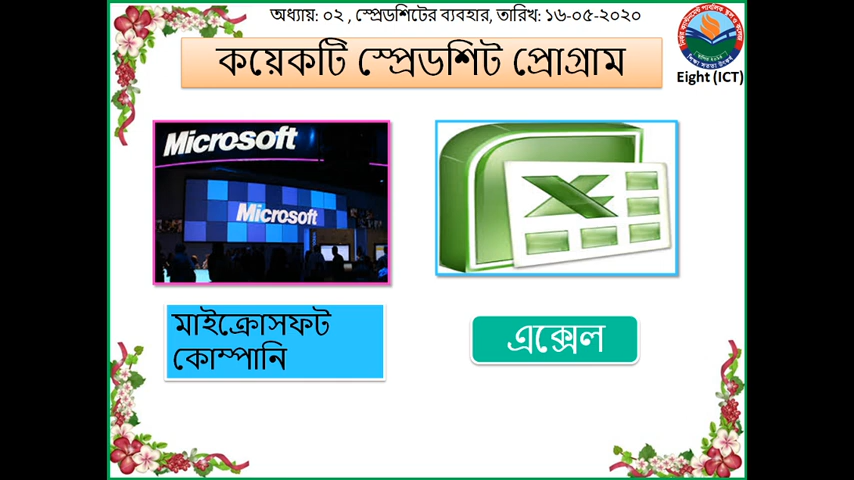 অধ্যায়: ০২ , স্প্রেডশিটের ব্যবহার, তারিখ: ১৬-০৫-২০২০
কয়েকটি স্প্রেডশিট প্রোগ্রাম
Eight (ICT)
Microsoft
Microsoft
মাইক্রোসফট
কোম্পানি
এক্সেল